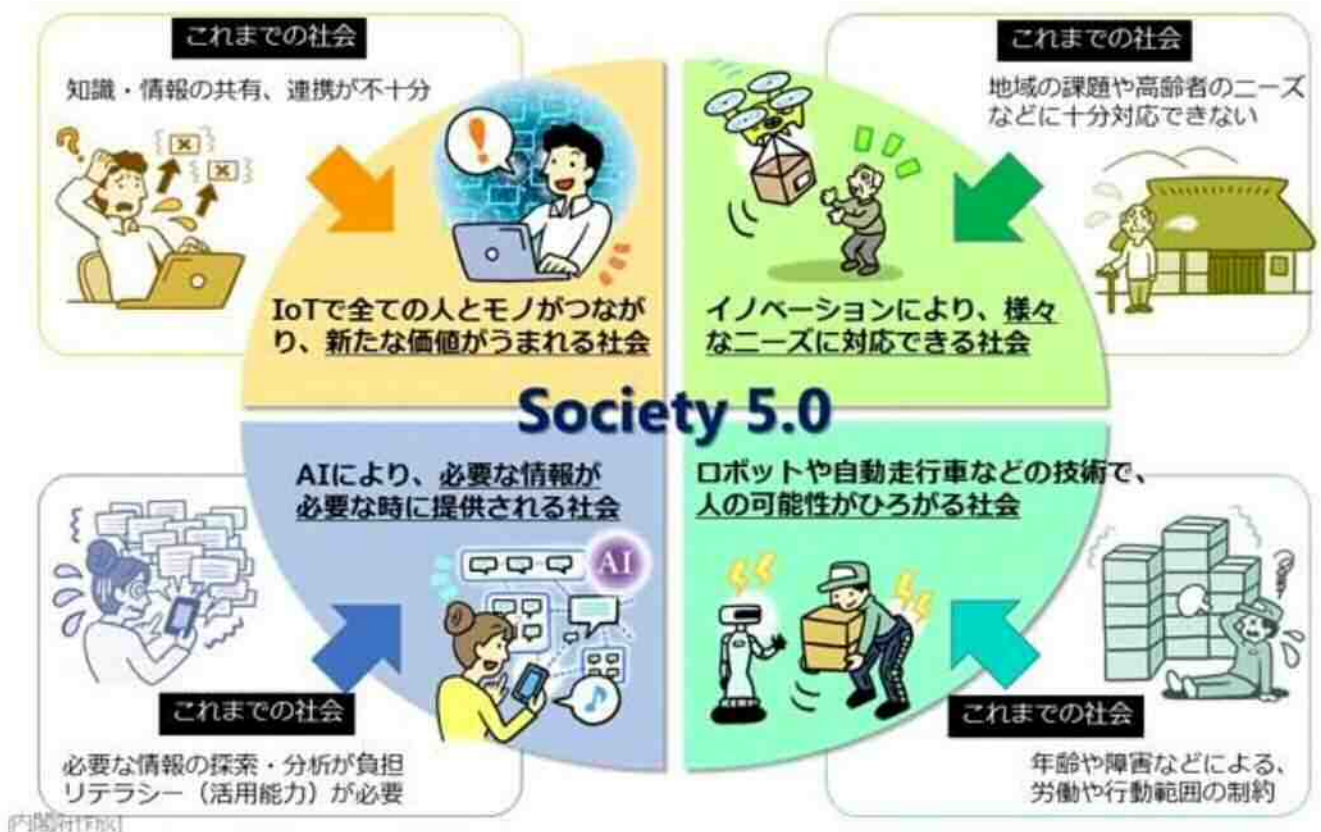 これまでの社会
知識・情報の共有、連携が不十分
?
!
IoTで全ての人とモノがつなが
り、新たな価値がうまれる社会
これまでの社会
地域の課題や高齢者のニーズ
などに十分対応できない
イノベーションにより、様々
なニーズに対応できる社会
Society 5.0
AIにより、必要な情報が
必要な時に提供される社会
AI
これまでの社会
必要な情報の探索・分析が負担
リテラシー（活用能力）が必要
ロボットや自動走行車などの技術で、
人の可能性がひろがる社会
これまでの社会
年齢や障害などによる、
労働や行動範囲の制約
[内閣府作成]